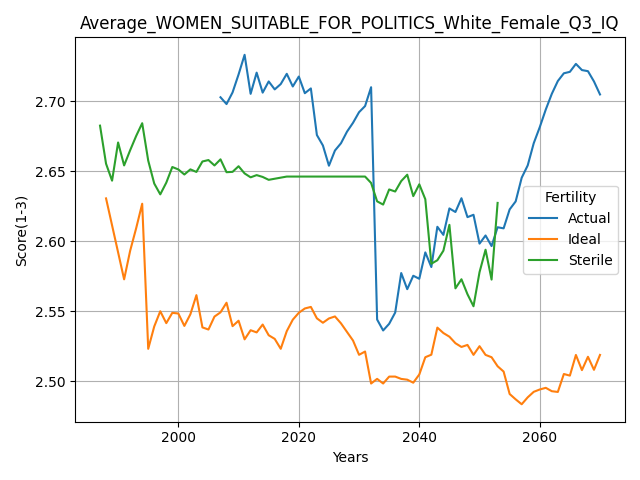 Average_WOMEN_SUITABLE_FOR_POLITICS_White_Female_Q3_IQ
Score(1-3)
2.70
2.65
2.60
2.55
2.50
Fertility
Actual
Ideal
Sterile
2000
2020
2040
2060
Years